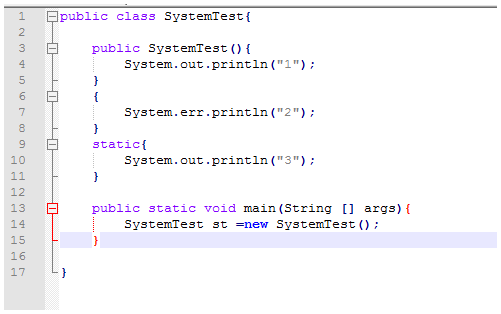 1 public class SystemTest{
2
3 public SystemTest(){
4 System.out.println("1");
5 }
6 {
7 System.err.println("2");
8 }
9 static{
10 System.out.println("3");
11 }
12
13 public static void main(String [] args){
14 SystemTest st =new SystemTest();
15 }
16
17 }